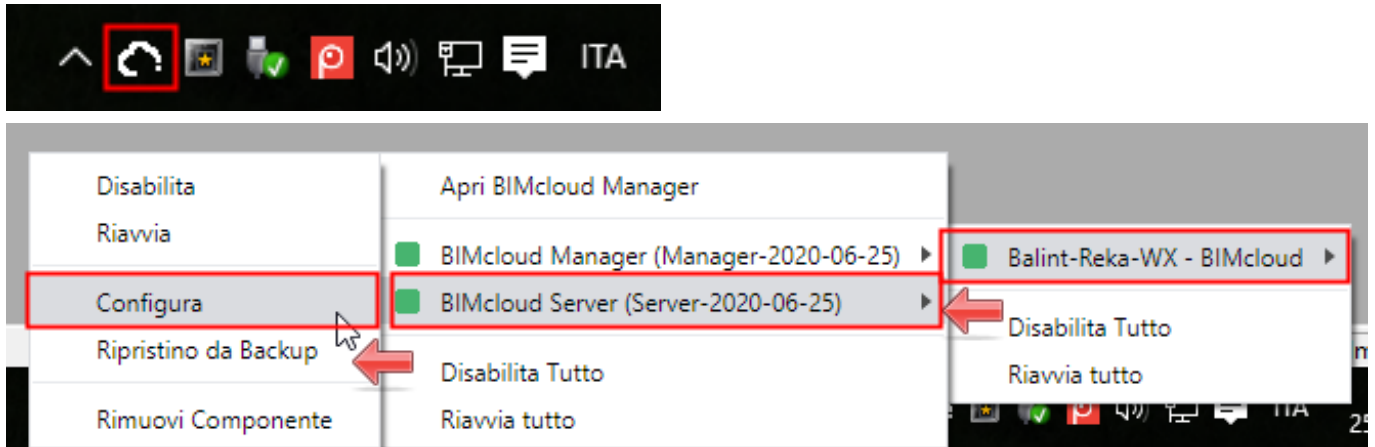 ITA
Disabilita
Riavvia
Configura
Ripristino da Backup
Rimuovi Componente
Apri BIMcloud Manager
BIMcloud Manager (Manager-2020-06-25)
BIMcloud Server (Server-2020-06-25)
Disabilita Tutto
Riavvia tutto
Balint-Reka-WX - BIMcloud
Disabilita Tutto
Riavvia tutto
ITA